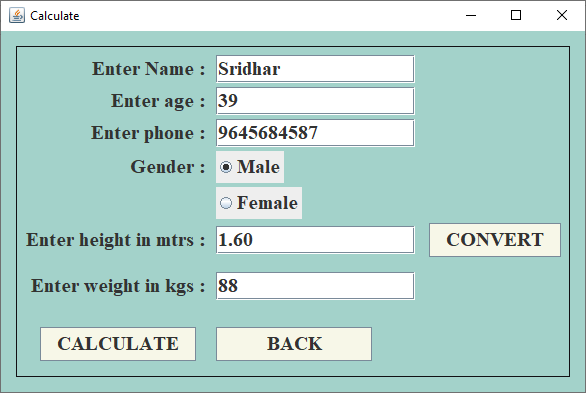 Calculate
Enter Name : Sridhar
Enter age : 39
Enter phone : 9645684587
Gender : Male
Female
Enter height in mtrs : 1.60 CONVERT
Enter weight in kgs : 88
CALCULATE BACK